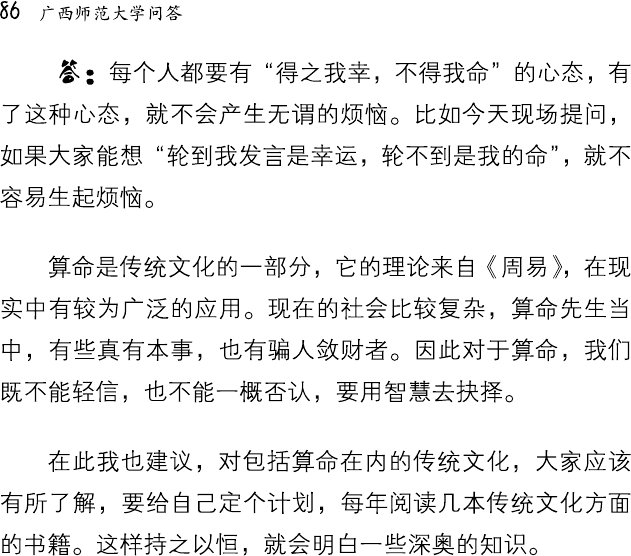 86 广西师范大学问答
答：每个人都要有“得之我幸，不得我命”的心态，有
了这种心态，就不会产生无谓的烦恼。比如今天现场提问，
如果大家能想“轮到我发言是幸运，轮不到是我的命”，就不
容易生起烦恼。
算命是传统文化的一部分，它的理论来自《周易》，在现
实中有较为广泛的应用。现在的社会比较复杂，算命先生当
中，有些真有本事，也有骗人敛财者。因此对于算命，我们
既不能轻信，也不能一概否认，要用智慧去抉择。
在此我也建议，对包括算命在内的传统文化，大家应该
有所了解，要给自己定个计划，每年阅读几本传统文化方面
的书籍。这样持之以恒，就会明白一些深奥的知识。